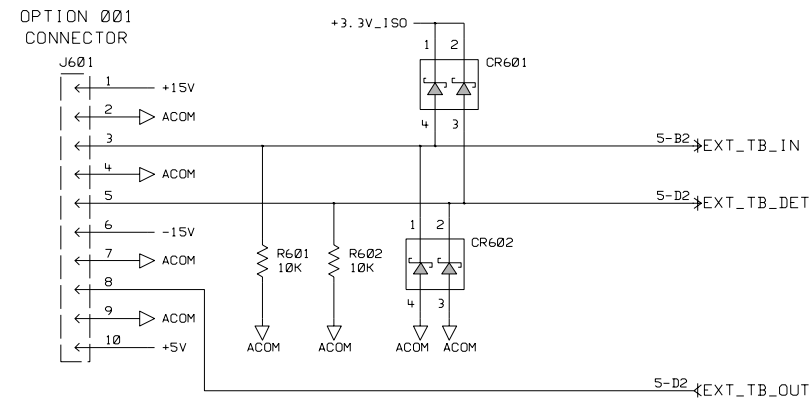 OPTION 001
CONNECTOR
J601
1 +15V
2 ACOM
3
4 ACOM
5
6 -15V
7 ACOM
8
9 ACOM
10 +5V
+3.3V_ISO
1 2
CR601
4 3
5-B2 EXT_TB_IN
5-D2 EXT_TB_DET
R601
10K
R602
10K
1 2
CR602
4 3
ACOM ACOM ACOM ACOM
5-D2 EXT_TB_OUT